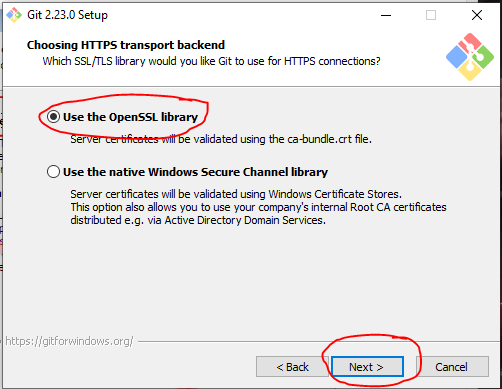 Git 2.23.0 Setup
Choosing HTTPS transport backend
Which SSL/TLS library would you like Git to use for HTTPS connections?
Use the OpenSSL library
Server certificates will be validated using the ca-bundle.crt file.
Use the native Windows Secure Channel library
Server certificates will be validated using Windows Certificate Stores.
This option also allows you to use your company's internal Root CA certificates
distributed e.g. via Active Directory Domain Services.
https://gitforwindows.org/
< Back
Next >
Cancel